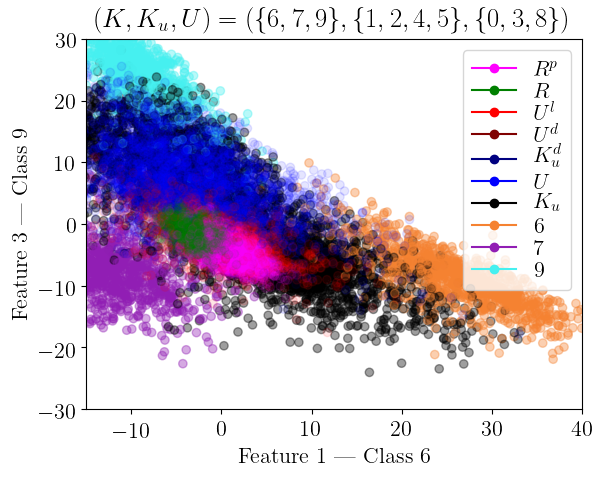 (K, K_u, U) = ({6, 7, 9}, {1, 2, 4, 5}, {0, 3, 8})
R^p
R
U^l
U^d
K_u^d
U
K_u
6
7
9
30
20
10
0
−10
−20
−30
Feature 3 — Class 9
−10
0
10
20
30
40
Feature 1 — Class 6